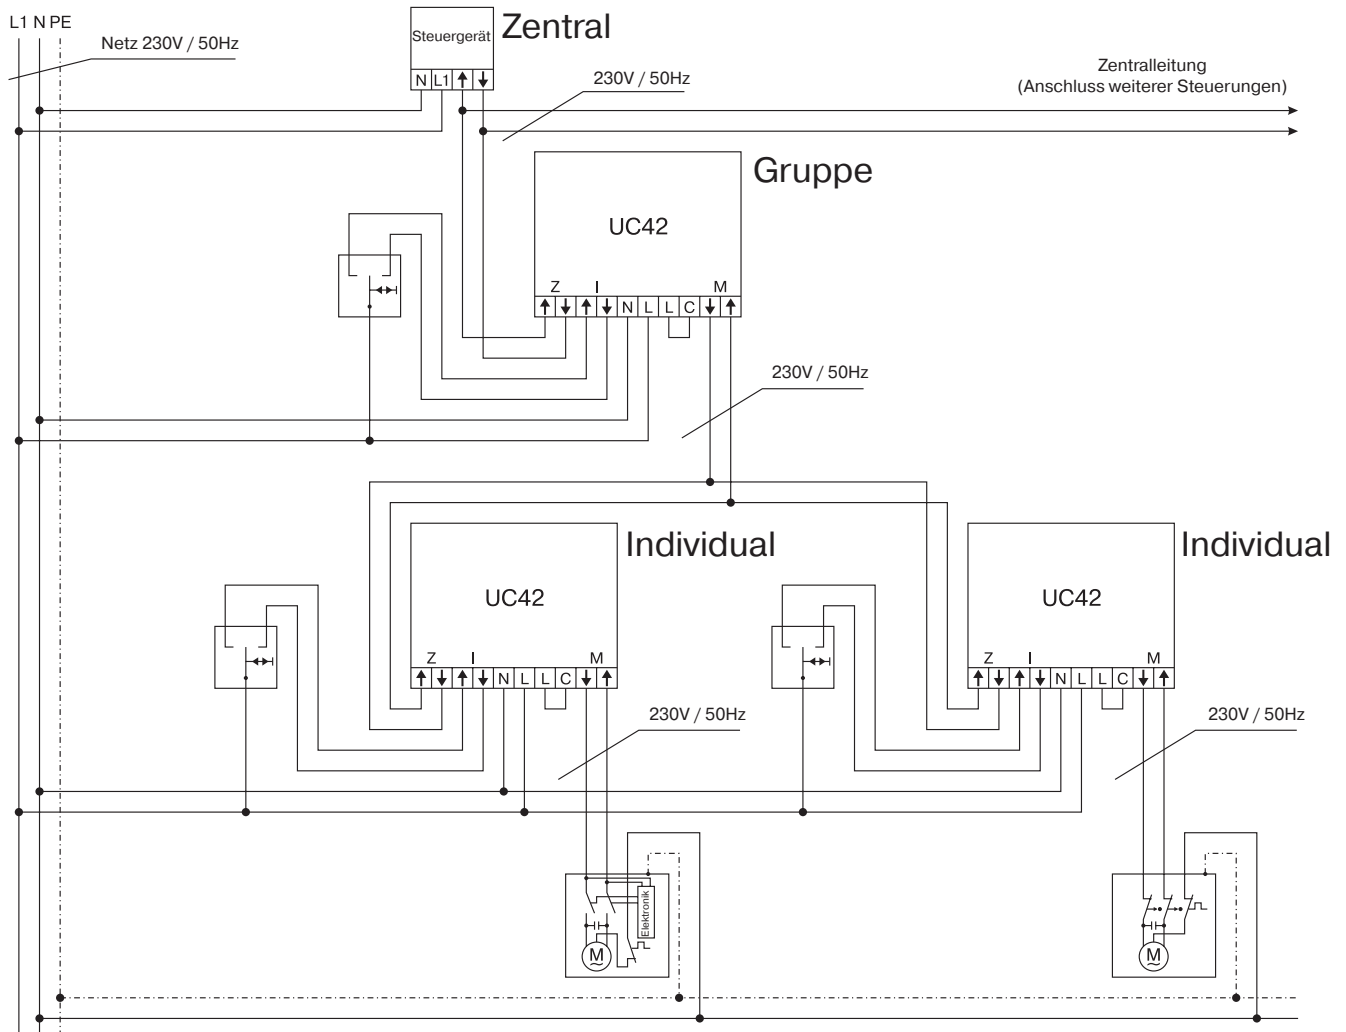 L1 N PE
Netz 230V / 50Hz
Steuergerät
Zentral
N L1
230V / 50Hz
Zentralleitung
(Anschluss weiterer Steuerungen)
Gruppe
UC42
Z I M
N L L C
230V / 50Hz
Individual
UC42
Z I M
N L L C
230V / 50Hz
Individual
UC42
Z I M
N L L C
230V / 50Hz
Elektronik
M
M